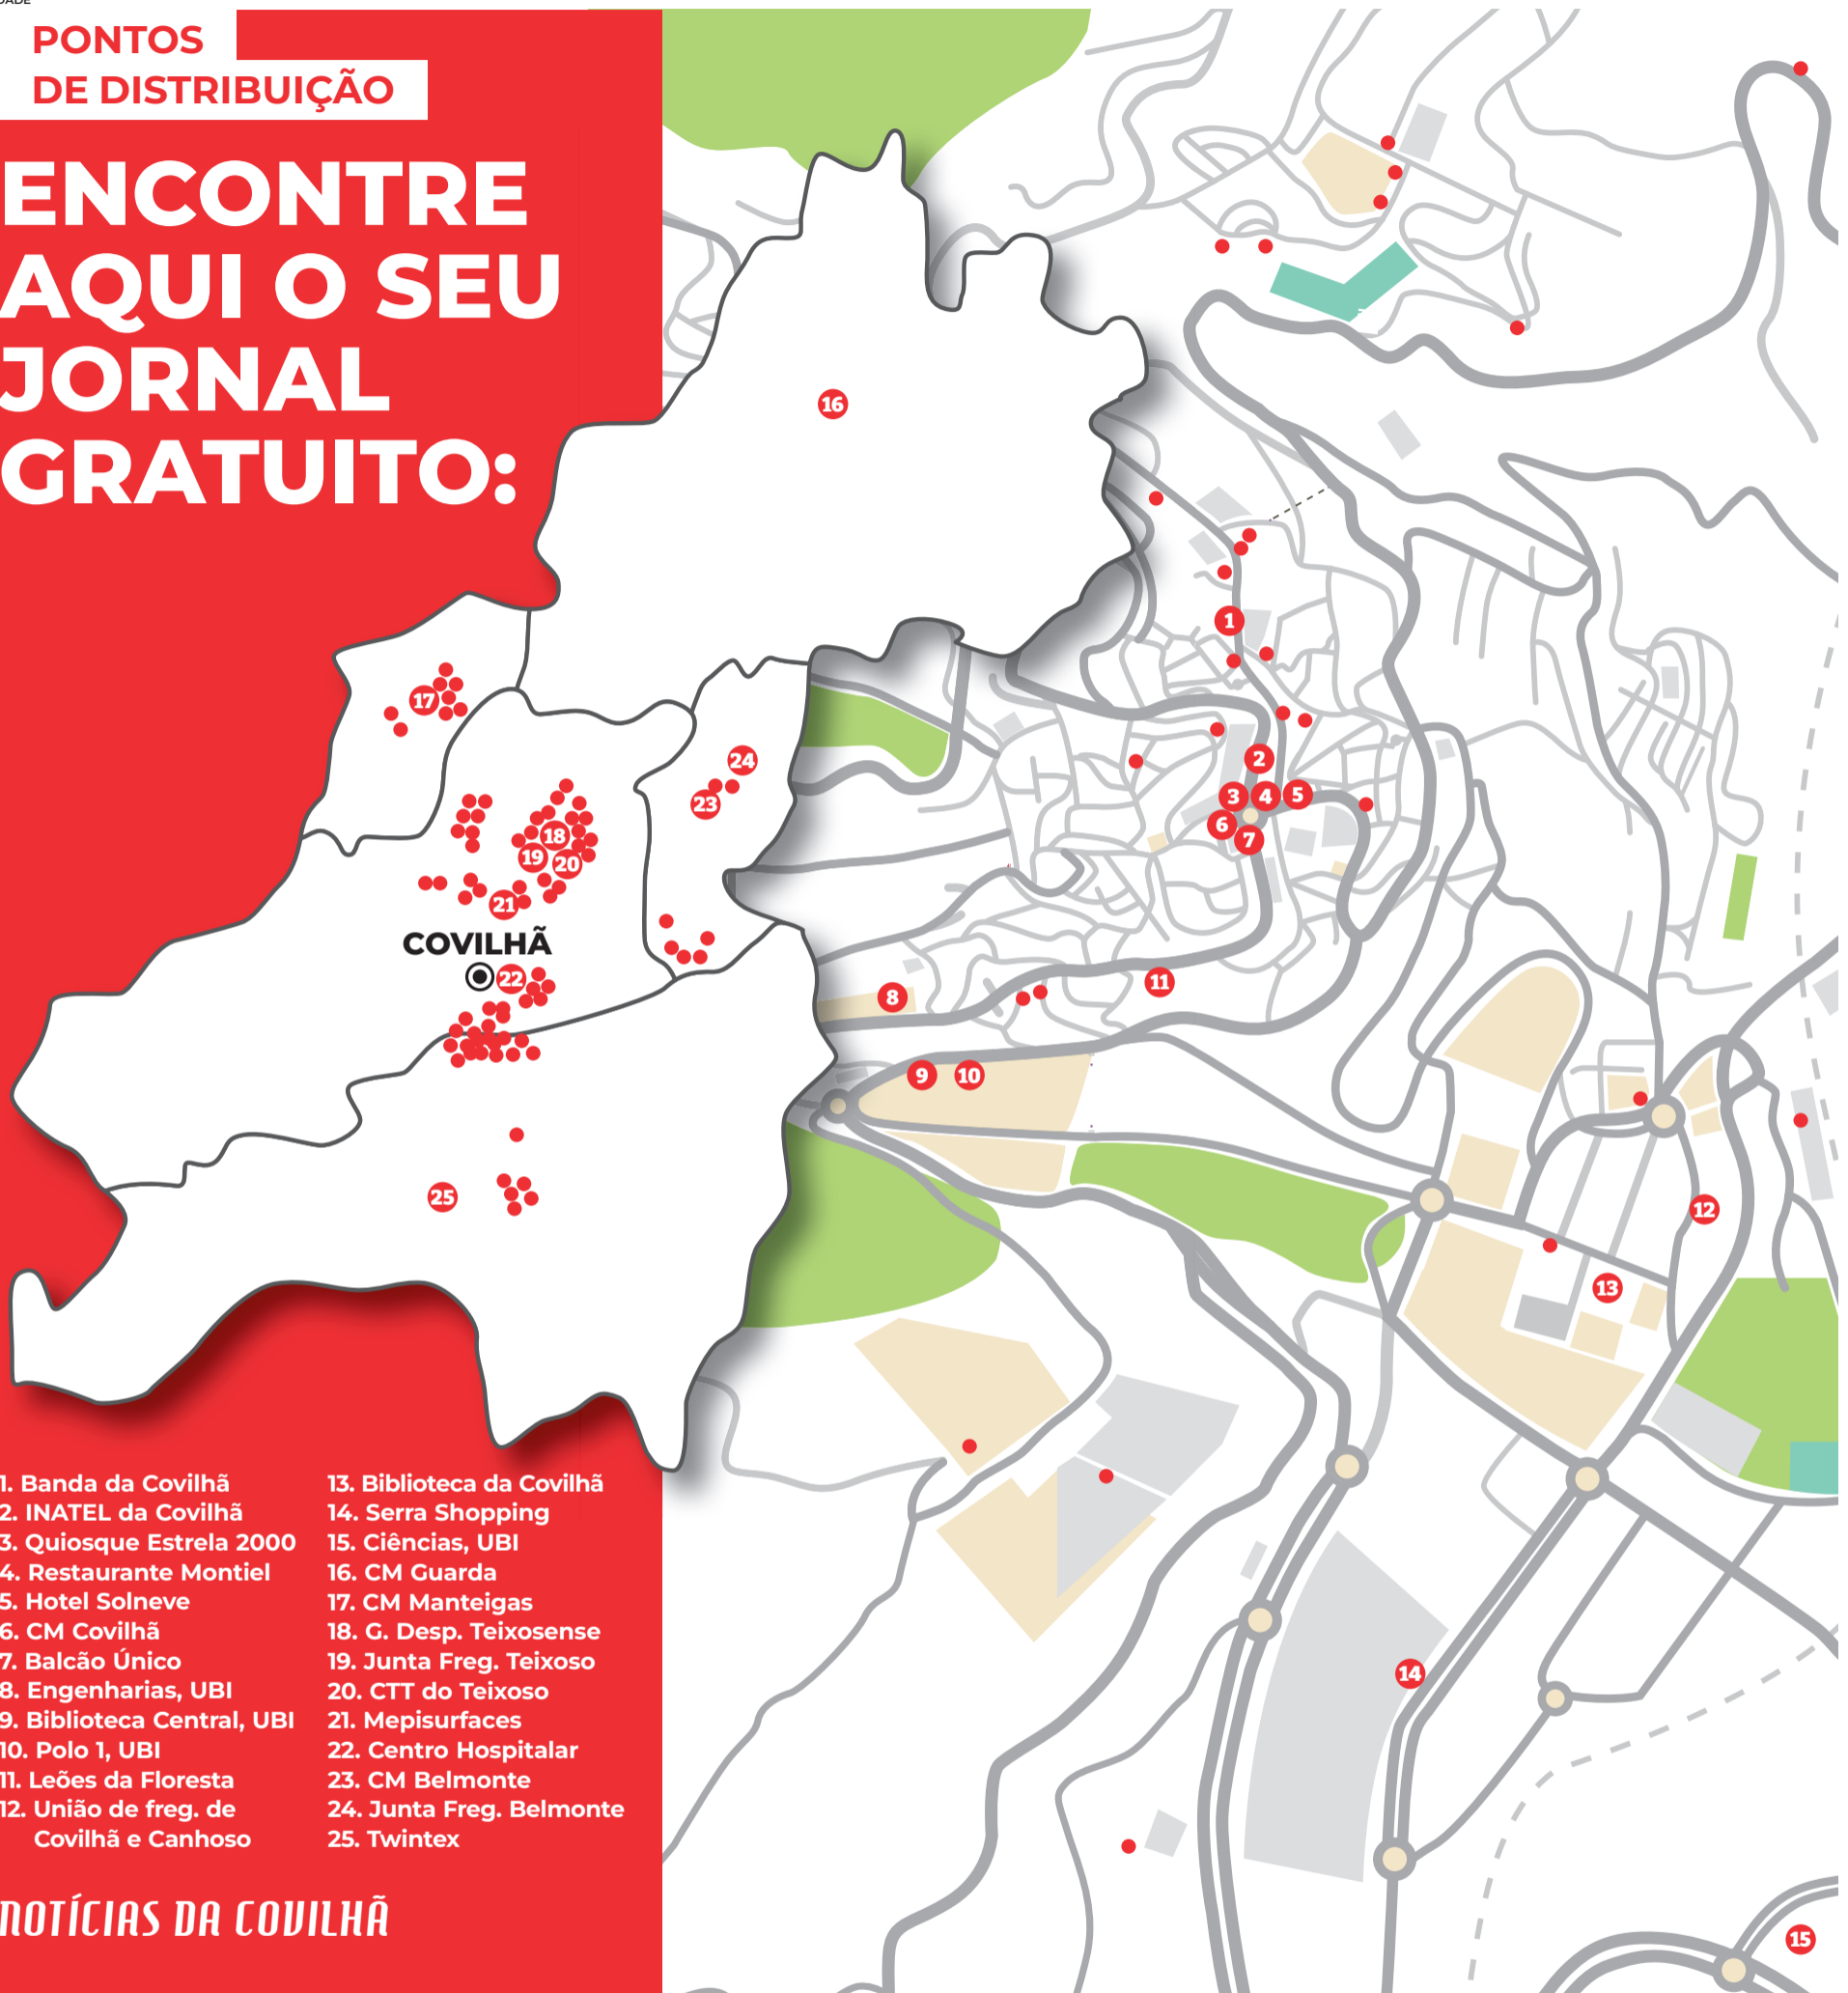 DADE
PONTOS
DE DISTRIBUIÇÃO
ENCONTRE
AQUI O SEU
JORNAL
GRATUITO:
16
1
17
24
2
23
3 4 5
18
6
19 20
7
21
COVILHÃ
22
11
8
9 10
25
12
13
14
15
1. Banda da Covilhã
2. INATEL da Covilhã
3. Quiosque Estrela 2000
4. Restaurante Montiel
5. Hotel Solneve
6. CM Covilhã
7. Balcão Único
8. Engenharias, UBI
9. Biblioteca Central, UBI
10. Polo 1, UBI
11. Leões da Floresta
12. União de freg. de
Covilhã e Canhoso
13. Biblioteca da Covilhã
14. Serra Shopping
15. Ciências, UBI
16. CM Guarda
17. CM Manteigas
18. G. Desp. Teixosense
19. Junta Freg. Teixoso
20. CTT do Teixoso
21. Mepisurfaces
22. Centro Hospitalar
23. CM Belmonte
24. Junta Freg. Belmonte
25. Twintex
NOTÍCIAS DA COVILHÃ